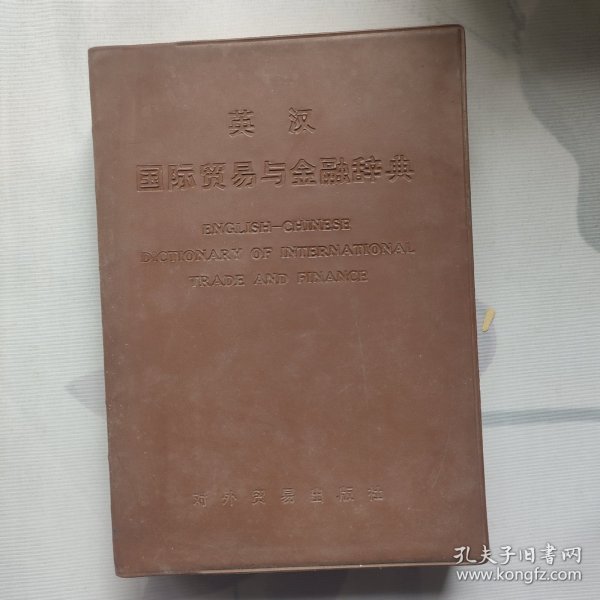 英汉
国际贸易与金融辞典
ENGLISH-CHINESE
DICTIONARY OF INTERNATIONAL
TRADE AND FINANCE
对外贸易出版社
孔夫子旧书网
www.kongfz.com